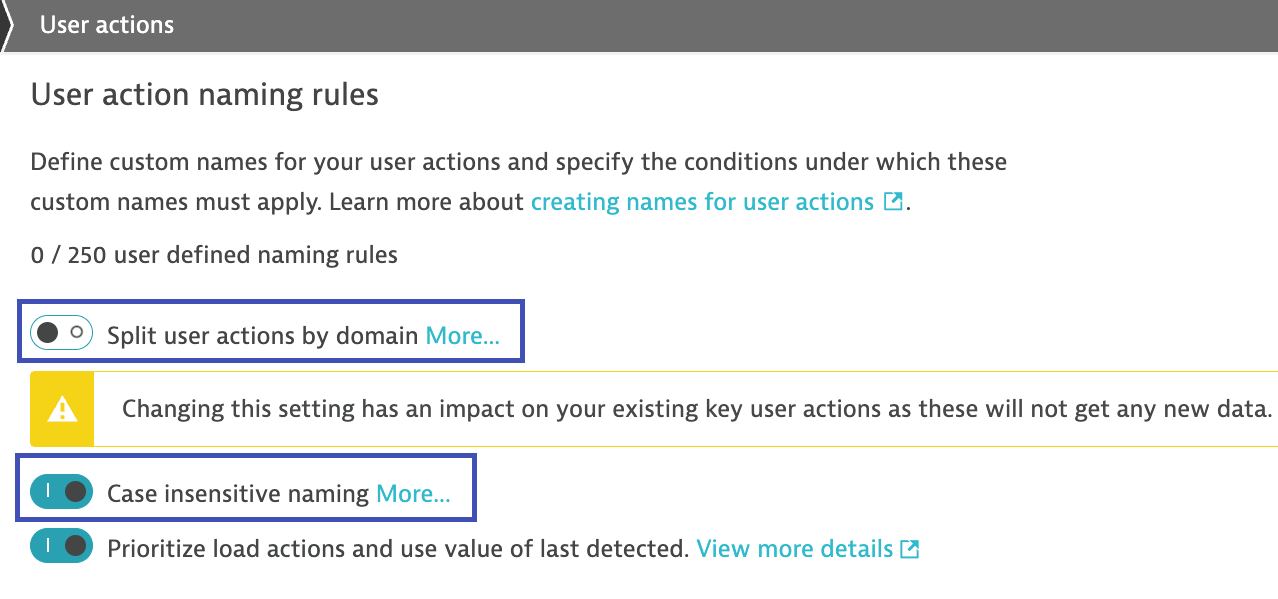 User actions
User action naming rules
Define custom names for your user actions and specify the conditions under which these
custom names must apply. Learn more about creating names for user actions.
0 / 250 user defined naming rules
Split user actions by domain More...
Changing this setting has an impact on your existing key user actions as these will not get any new data.
Case insensitive naming More...
Prioritize load actions and use value of last detected. View more details